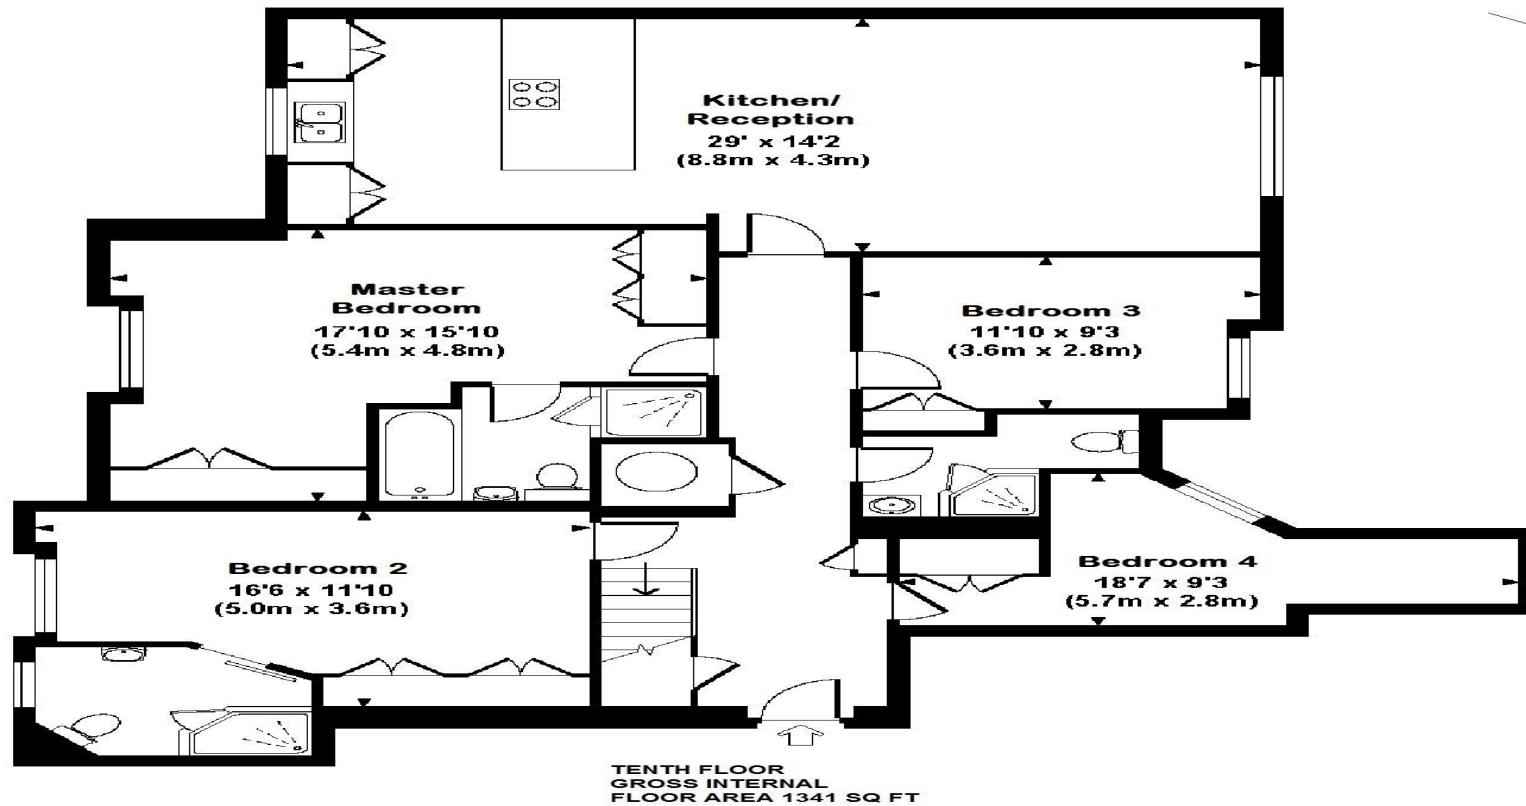 Kitchen/
Reception
29' x 14'2
(8.8m x 4.3m)
Master
Bedroom
17'10 x 15'10
(5.4m x 4.8m)
Bedroom 3
11'10 x 9'3
(3.6m x 2.8m)
Bedroom 2
16'6 x 11'10
(5.0m x 3.6m)
Bedroom 4
18'7 x 9'3
(5.7m x 2.8m)
TENTH FLOOR
GROSS INTERNAL
FLOOR AREA 1341 SQ FT